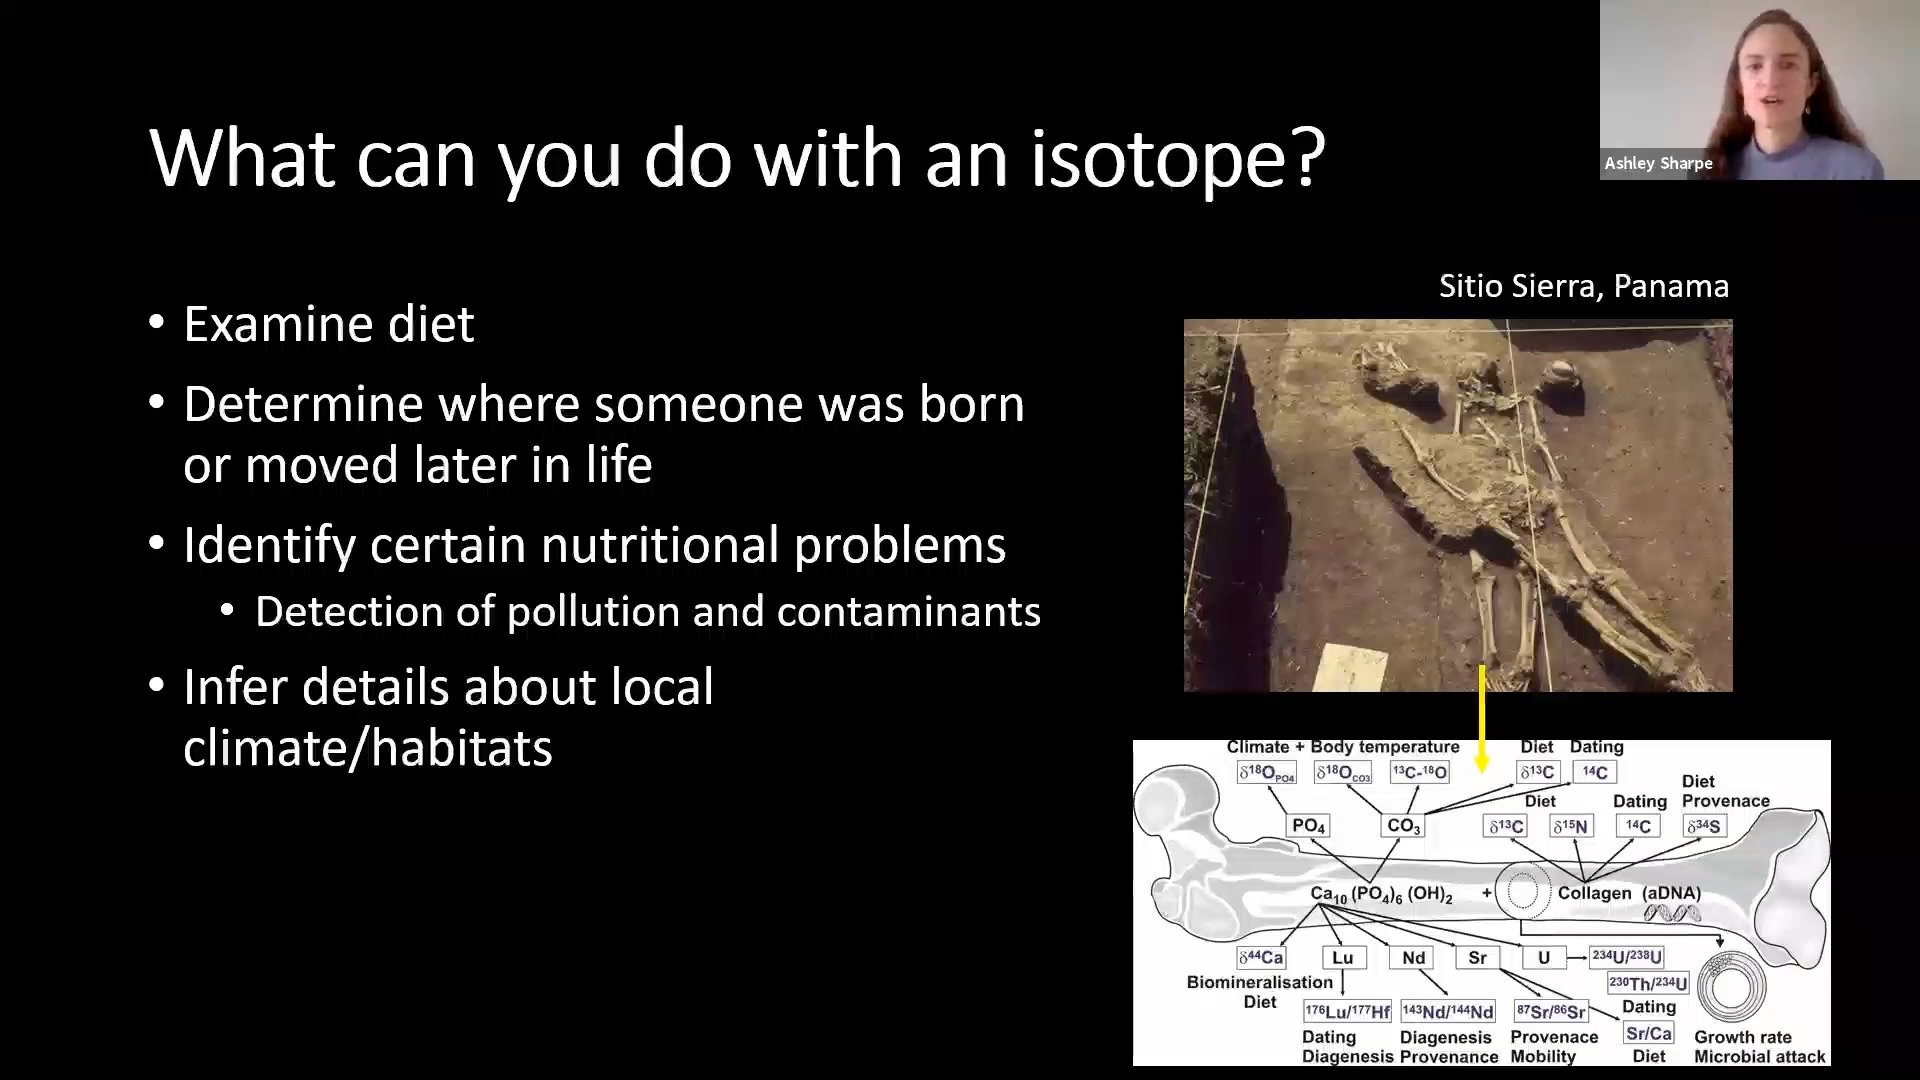 What can you do with an isotope?
Ashley Sharpe
• Examine diet
• Determine where someone was born
or moved later in life
• Identify certain nutritional problems
• Detection of pollution and contaminants
• Infer details about local
climate/habitats
Sitio Sierra, Panama
Climate + Body temperature Diet Dating
δ¹⁸O_PO4 δ¹⁸O_CO3 ¹³C-¹⁸O δ¹³C ¹⁴C
Diet
Diet Dating Provenace
PO₄ CO₃ δ¹³C δ¹⁵N ¹⁴C δ³⁴S
Ca₁₀ (PO₄)₆ (OH)₂ + Collagen (aDNA)
δ⁴⁴Ca Lu Nd Sr U ²³⁴U/²³⁸U
Biomineralisation
Diet
²³⁰Th/²³⁴U
Dating
¹⁷⁶Lu/¹⁷⁷Hf ¹⁴³Nd/¹⁴⁴Nd ⁸⁷Sr/⁸⁶Sr
Sr/Ca
Diet
Dating Diagenesis Provenace Growth rate
Diagenesis Provenance Mobility Microbial attack